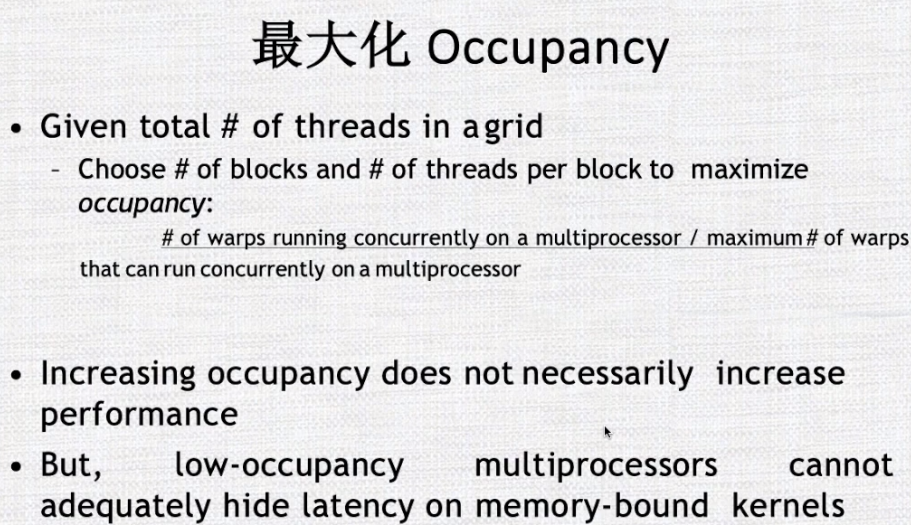 最大化 Occupancy
• Given total # of threads in a grid
– Choose # of blocks and # of threads per block to maximize
occupancy:
# of warps running concurrently on a multiprocessor / maximum # of warps
that can run concurrently on a multiprocessor
• Increasing occupancy does not necessarily increase
performance
• But, low-occupancy multiprocessors cannot
adequately hide latency on memory-bound kernels